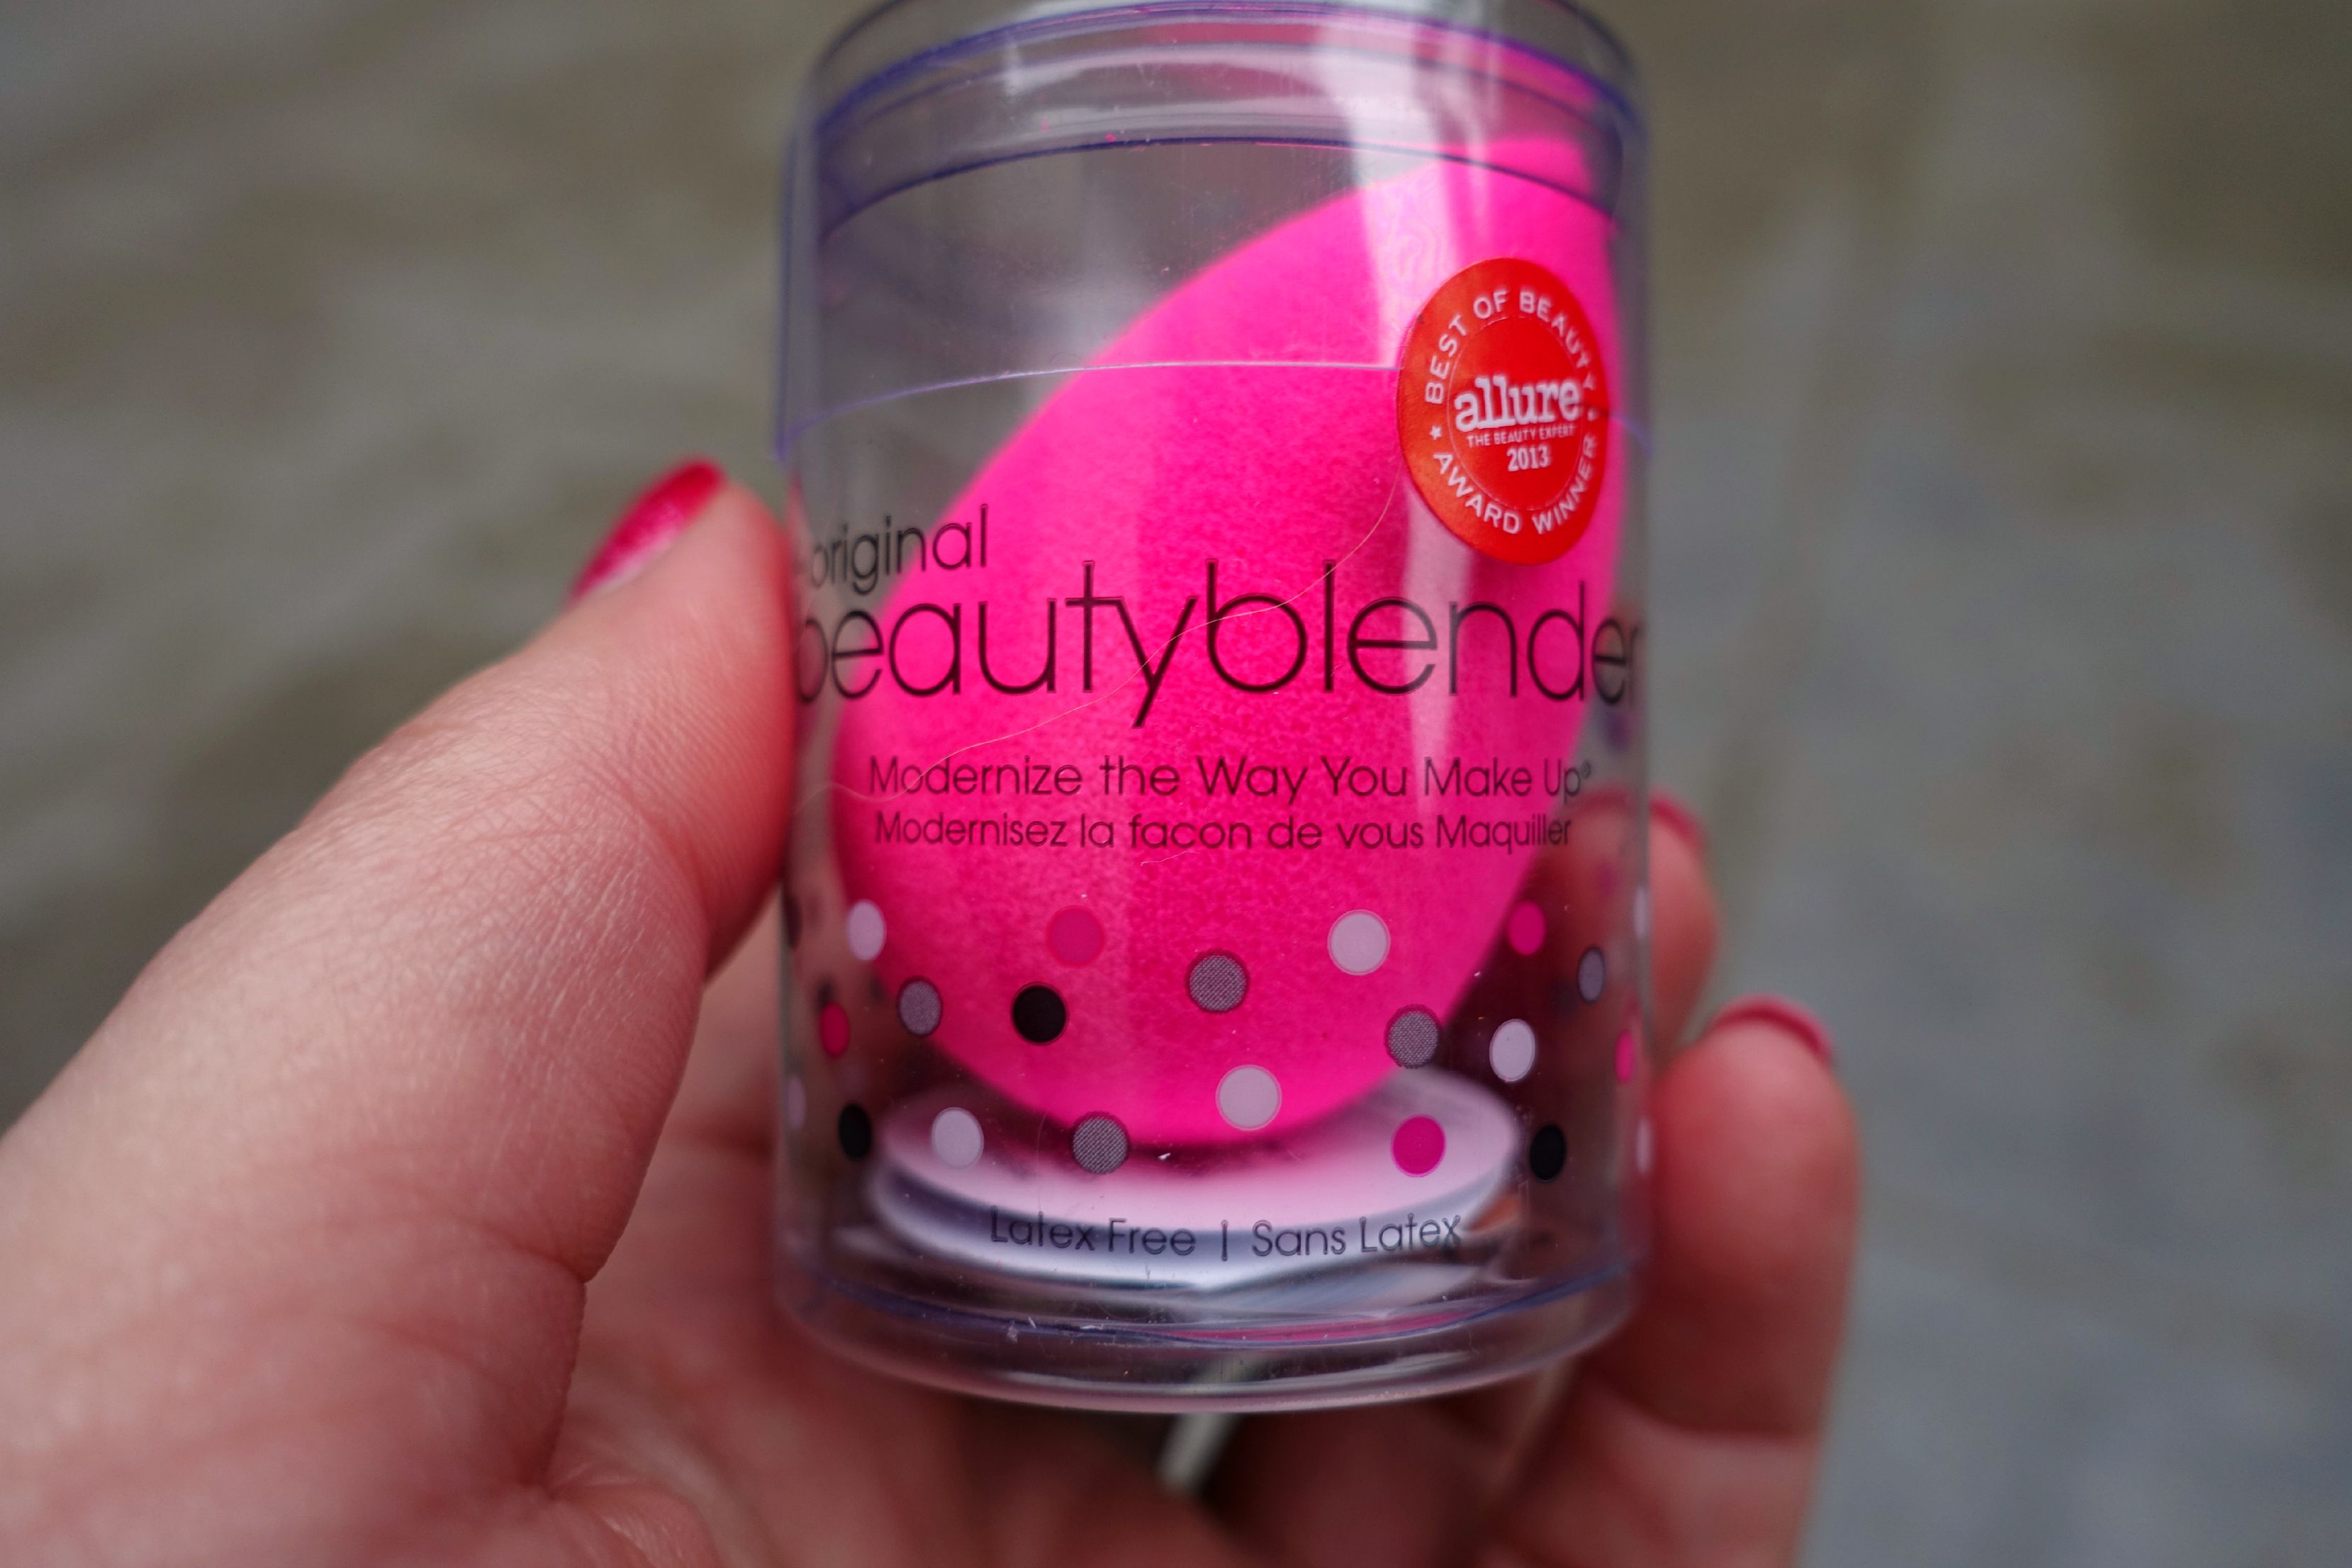 BEST OF BEAUTY
allure
THE BEAUTY EXPERT
2013
AWARD WINNER
original
beautyblender
Modernize the Way You Make Up®
Modernisez la facon de vous Maquiller
Latex Free | Sans Latex